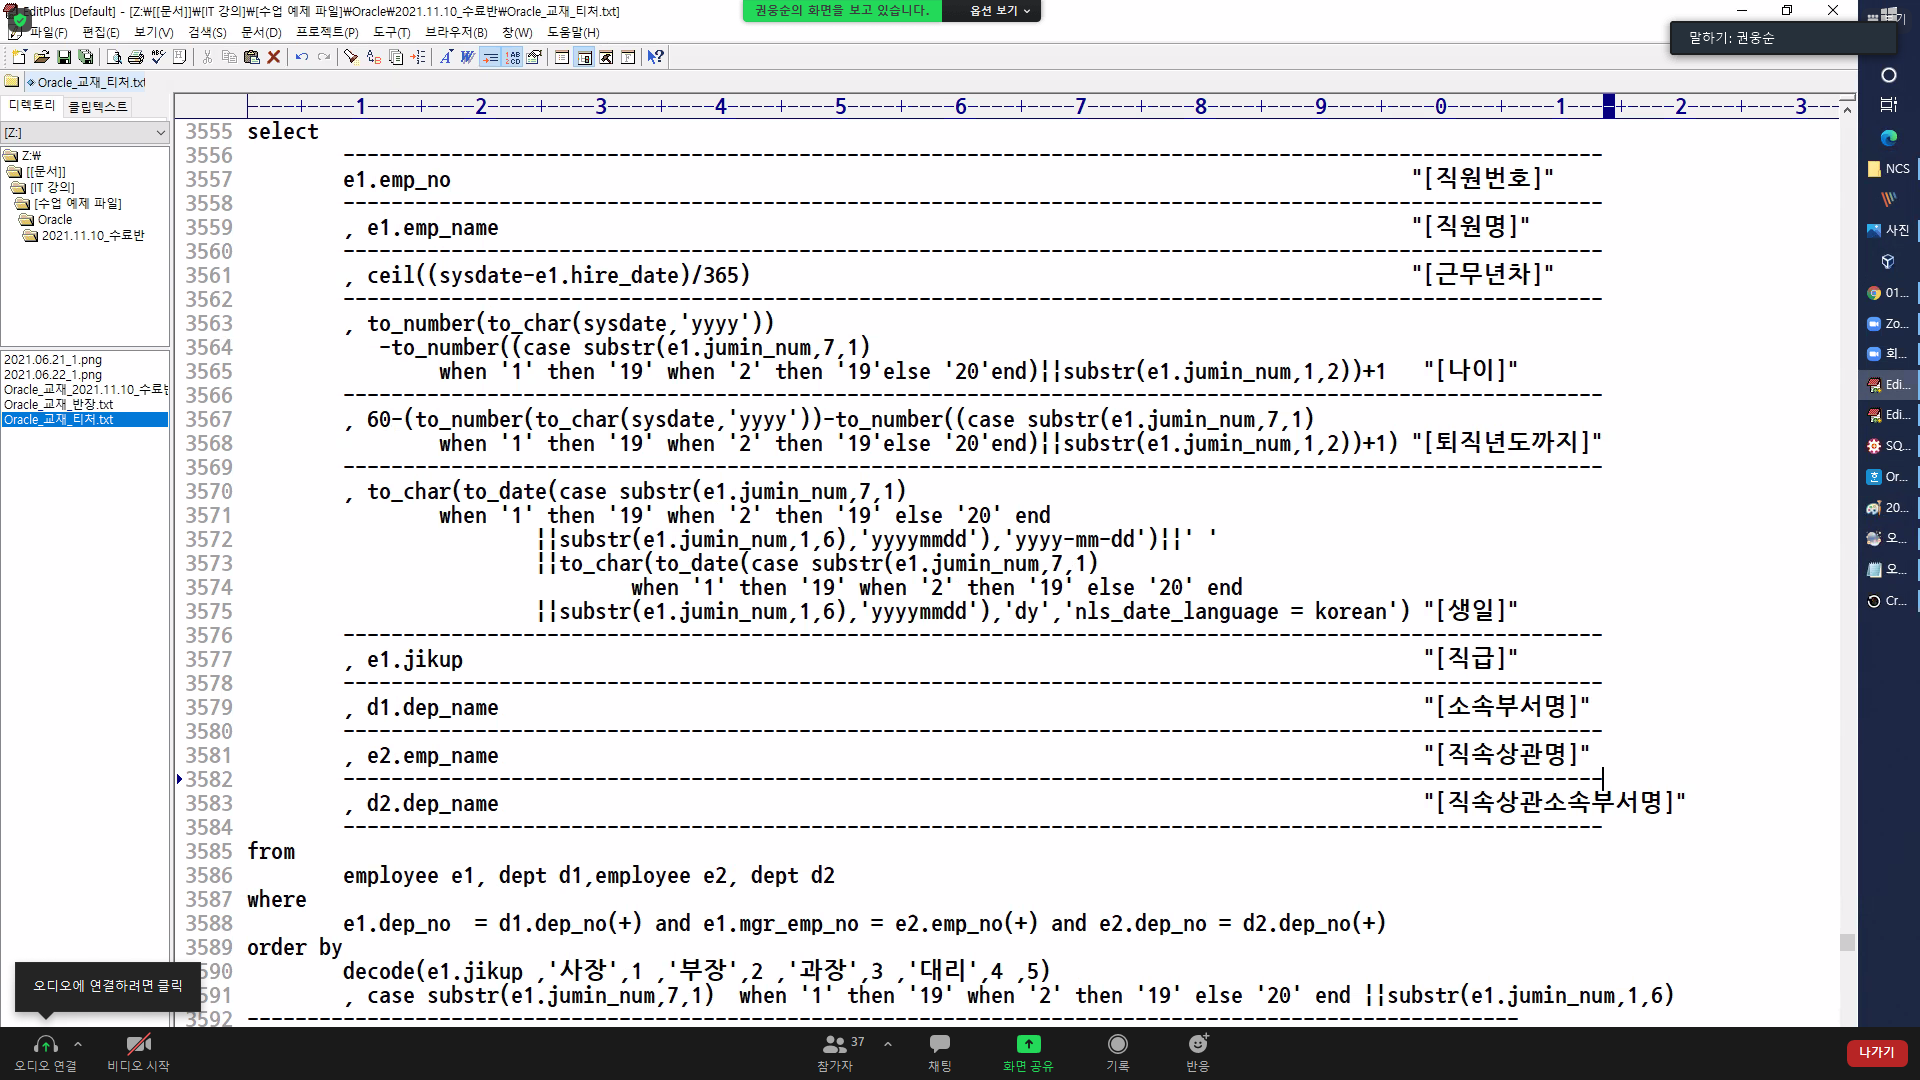 EditPlus [Default] - [Z:₩[[문서]]₩[IT 강의]₩[수업 예제 파일]₩Oracle₩2021.11.10_수료반₩Oracle_교재_티처.txt]
권웅순의 화면을 보고 있습니다.
옵션 보기
파일(F) 편집(E) 보기(V) 검색(S) 문서(D) 프로젝트(P) 도구(T) 브라우저(B) 창(W) 도움말(H)
말하기: 권웅순
Oracle_교재_티처.txt
디렉토리 클립텍스트
[Z:]
Z:₩
[[문서]]
[IT 강의]
[수업 예제 파일]
Oracle
2021.11.10_수료반
2021.06.21_1.png
2021.06.22_1.png
Oracle_교재_2021.11.10_수료반
Oracle_교재_반장.txt
Oracle_교재_티처.txt
----+----1----+----2----+----3----+----4----+----5----+----6----+----7----+----8----+----9----+----0----+----1----+----2----+----3--
3555 select
3556 ---------------------------------------------------------------------------------------------------------
3557 e1.emp_no "[직원번호]"
3558 ---------------------------------------------------------------------------------------------------------
3559 , e1.emp_name "[직원명]"
3560 ---------------------------------------------------------------------------------------------------------
3561 , ceil((sysdate-e1.hire_date)/365) "[근무년차]"
3562 ---------------------------------------------------------------------------------------------------------
3563 , to_number(to_char(sysdate,'yyyy'))
3564 -to_number((case substr(e1.jumin_num,7,1)
3565 when '1' then '19' when '2' then '19'else '20'end)||substr(e1.jumin_num,1,2))+1 "[나이]"
3566 ---------------------------------------------------------------------------------------------------------
3567 , 60-(to_number(to_char(sysdate,'yyyy'))-to_number((case substr(e1.jumin_num,7,1)
3568 when '1' then '19' when '2' then '19'else '20'end)||substr(e1.jumin_num,1,2))+1) "[퇴직년도까지]"
3569 ---------------------------------------------------------------------------------------------------------
3570 , to_char(to_date(case substr(e1.jumin_num,7,1)
3571 when '1' then '19' when '2' then '19' else '20' end
3572 ||substr(e1.jumin_num,1,6),'yyyymmdd'),'yyyy-mm-dd')||' '
3573 ||to_char(to_date(case substr(e1.jumin_num,7,1)
3574 when '1' then '19' when '2' then '19' else '20' end
3575 ||substr(e1.jumin_num,1,6),'yyyymmdd'),'dy','nls_date_language = korean') "[생일]"
3576 ---------------------------------------------------------------------------------------------------------
3577 , e1.jikup "[직급]"
3578 ---------------------------------------------------------------------------------------------------------
3579 , d1.dep_name "[소속부서명]"
3580 ---------------------------------------------------------------------------------------------------------
3581 , e2.emp_name "[직속상관명]"
3582 ---------------------------------------------------------------------------------------------------------
3583 , d2.dep_name "[직속상관소속부서명]"
3584 ---------------------------------------------------------------------------------------------------------
3585 from
3586 employee e1, dept d1,employee e2, dept d2
3587 where
3588 e1.dep_no = d1.dep_no(+) and e1.mgr_emp_no = e2.emp_no(+) and e2.dep_no = d2.dep_no(+)
3589 order by
590 decode(e1.jikup ,'사장',1 ,'부장',2 ,'과장',3 ,'대리',4 ,5)
591 , case substr(e1.jumin_num,7,1) when '1' then '19' when '2' then '19' else '20' end ||substr(e1.jumin_num,1,6)
3592 ----------------------------------------------------------------------------------------------------------
오디오에 연결하려면 클릭
오디오 연결
비디오 시작
37
참가자
채팅
화면 공유
기록
반응
나가기
NCS
사진
01...
Zo...
회...
Edi...
Edi...
SQ...
Or...
20...
오...
오...
Cr...